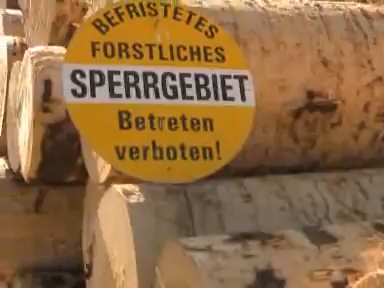 BEFRISTETES
FORSTLICHES
SPERRGEBIET
Betreten
verboten!